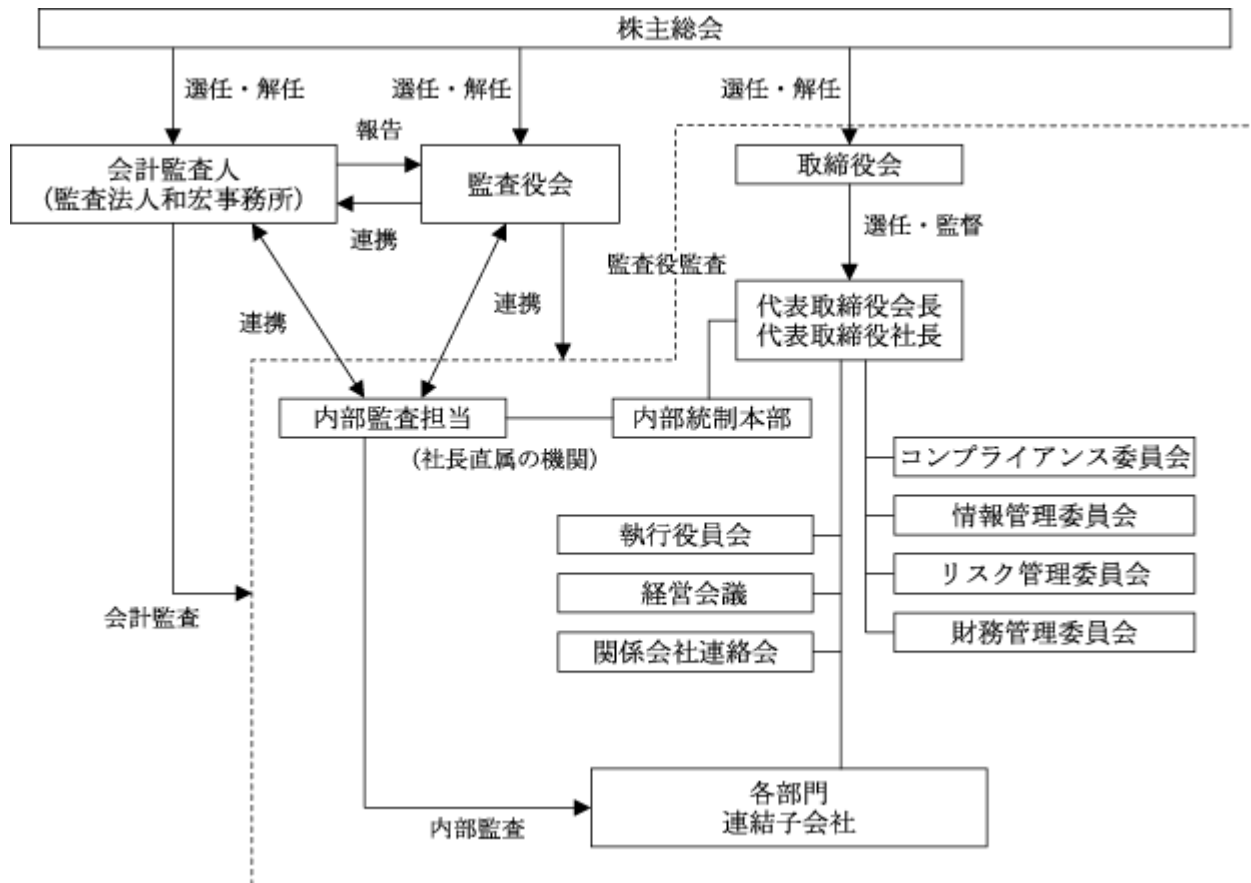 株主総会
選任・解任
選任・解任
選任・解任
報告
会計監査人
(監査法人和宏事務所)
監査役会
取締役会
連携
選任・監督
監査役監査
連携
連携
代表取締役会長
代表取締役社長
内部監査担当
内部統制本部
(社長直属の機関)
コンプライアンス委員会
情報管理委員会
執行役員会
リスク管理委員会
経営会議
会計監査
財務管理委員会
関係会社連絡会
各部門
連結子会社
内部監査